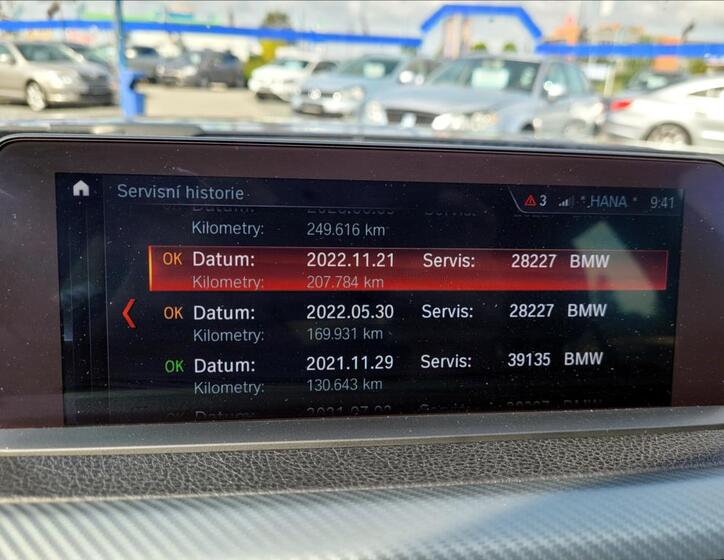 Servisní historie
3 * HANA * 9:41
Kilometry: 249.616 km
OK Datum: 2022.11.21 Servis: 28227 BMW
Kilometry: 207.784 km
OK Datum: 2022.05.30 Servis: 28227 BMW
Kilometry: 169.931 km
OK Datum: 2021.11.29 Servis: 39135 BMW
Kilometry: 130.643 km